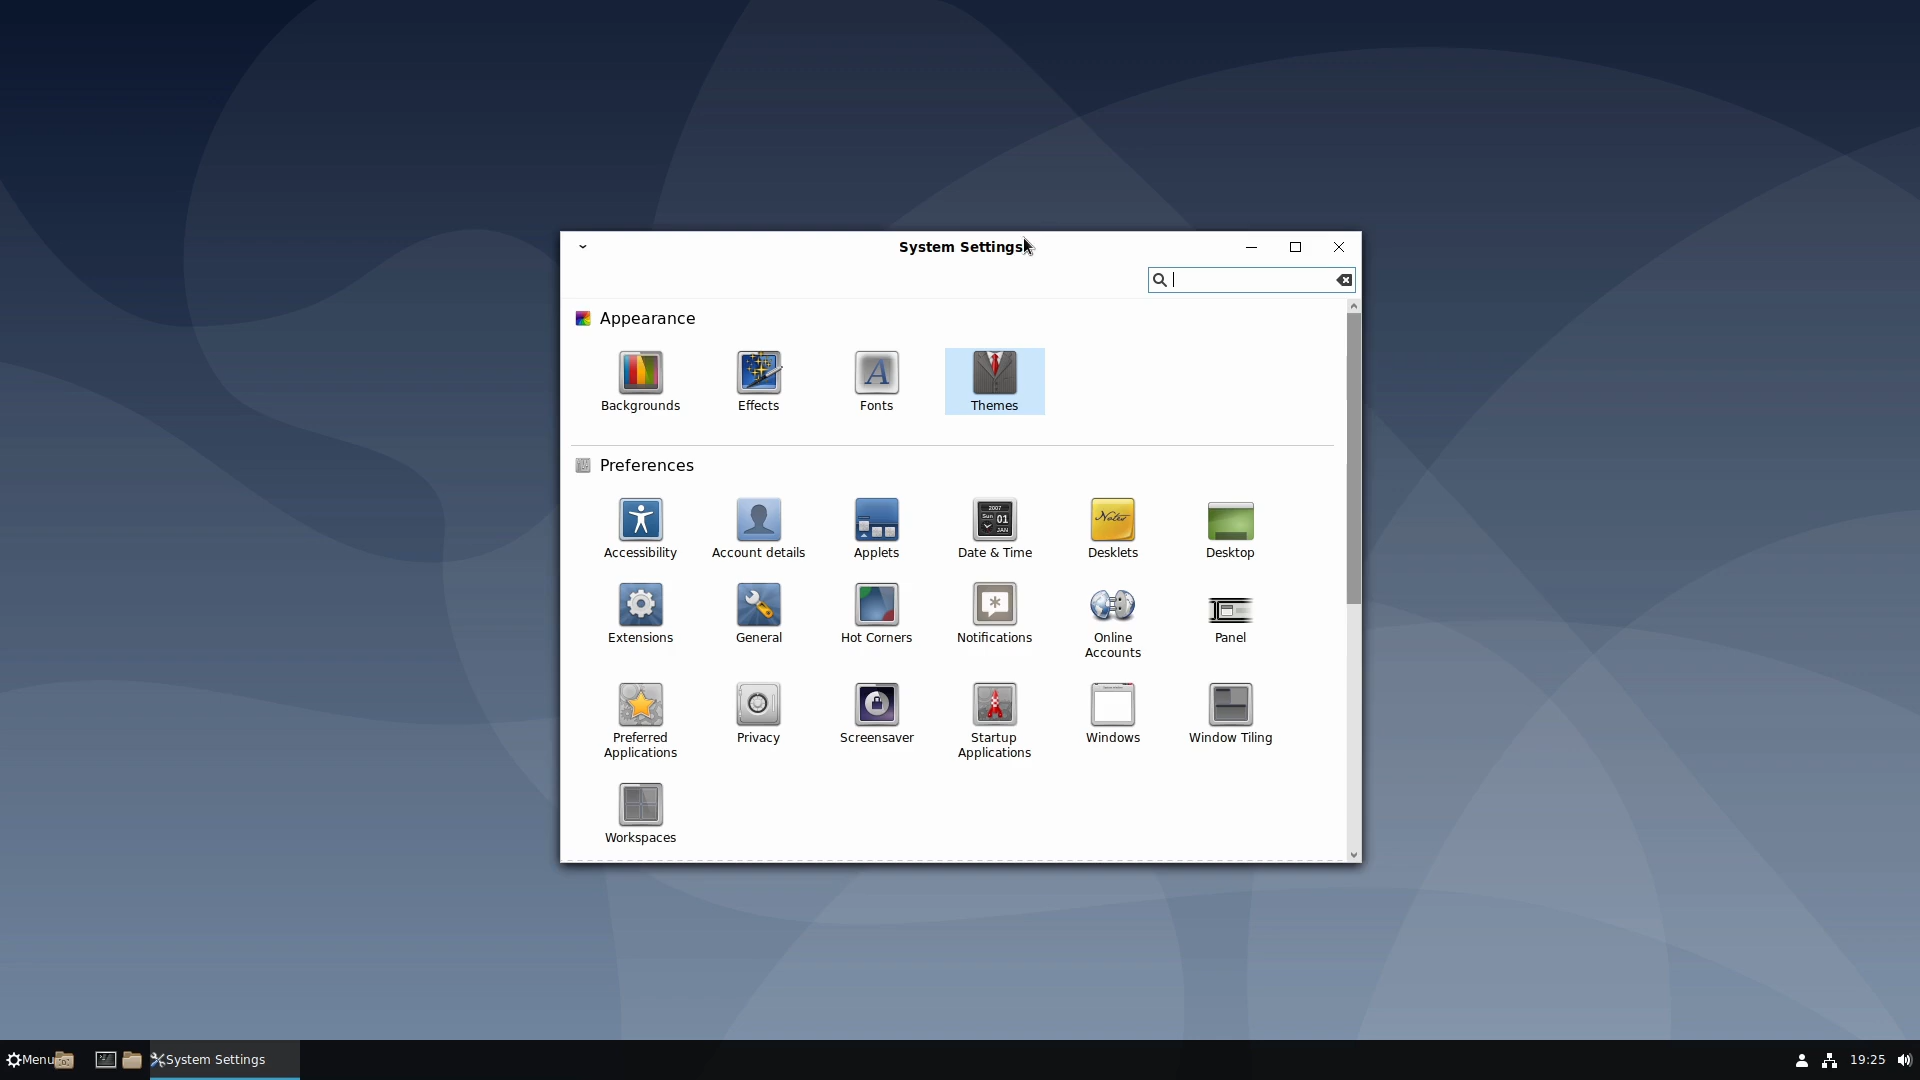 System Settings
Appearance
Backgrounds
Effects
Fonts
Themes
Preferences
Accessibility
Account details
Applets
Date & Time
Desklets
Desktop
Extensions
General
Hot Corners
Notifications
Online
Accounts
Panel
Preferred
Applications
Privacy
Screensaver
Startup
Applications
Windows
Window Tiling
Workspaces
Menu
System Settings
19:25